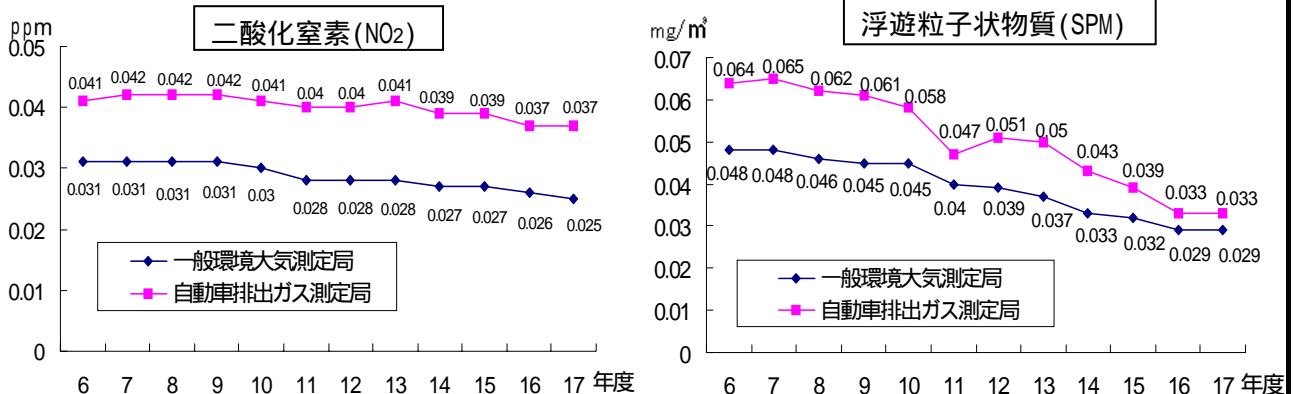 二酸化窒素(NO2)
ppm
0.05
0.04
0.03
0.02
0.01
0
0.041 0.042 0.042 0.042 0.041 0.04 0.04 0.041 0.039 0.039 0.037 0.037
0.031 0.031 0.031 0.031 0.03 0.028 0.028 0.028 0.027 0.027 0.026 0.025
一般環境大気測定局
自動車排出ガス測定局
6 7 8 9 10 11 12 13 14 15 16 17 年度
浮遊粒子状物質(SPM)
mg/㎥
0.07
0.06
0.05
0.04
0.03
0.02
0.01
0
0.064 0.065 0.062 0.061 0.058 0.047 0.051 0.05 0.043 0.039 0.033 0.033
0.048 0.048 0.046 0.045 0.045 0.04 0.039 0.037 0.033 0.032 0.029 0.029
一般環境大気測定局
自動車排出ガス測定局
6 7 8 9 10 11 12 13 14 15 16 17 年度